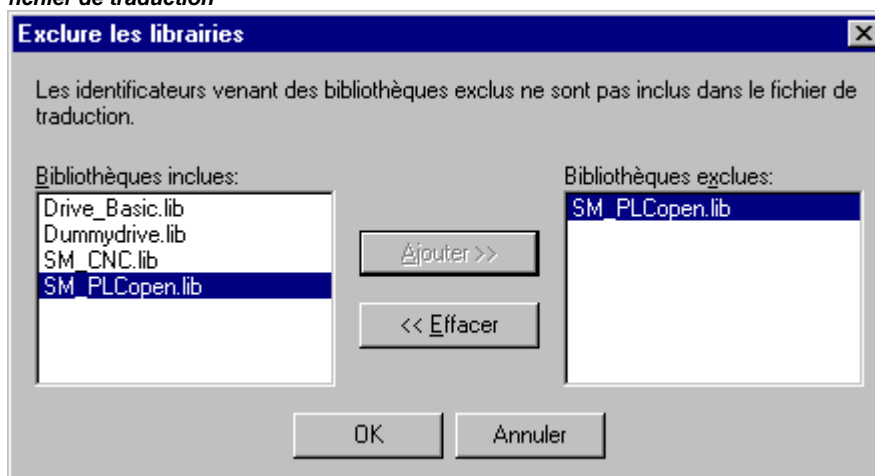 fichier de traduction
Exclure les librairies
Les identificateurs venant des bibliothèques exclus ne sont pas inclus dans le fichier de
traduction.
Bibliothèques inclues:
Bibliothèques exclues:
Drive_Basic.lib
Dummydrive.lib
SM_CNC.lib
SM_PLCopen.lib
SM_PLCopen.lib
Ajouter >>
<< Effacer
OK
Annuler